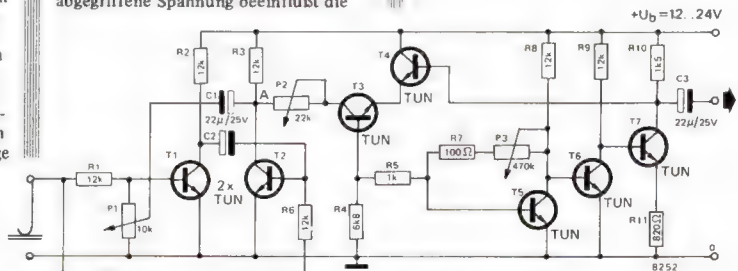 abgegriffene Spannung beeinflußt die
+Ub=12..24V
R2
12k
R3
12k
T4
R8
12k
R9
12k
R10
1k5
C1
22µ/25V
A
P2
22k
T3
TUN
C3
22µ/25V
C2
TUN
R7
100Ω
P3
470k
T7
R1
12k
T1
T2
R5
1k
T6
TUN
2x
TUN
P1
10k
R6
12k
R4
6k8
T5
TUN
TUN
R11
820Ω
0
8252
ge